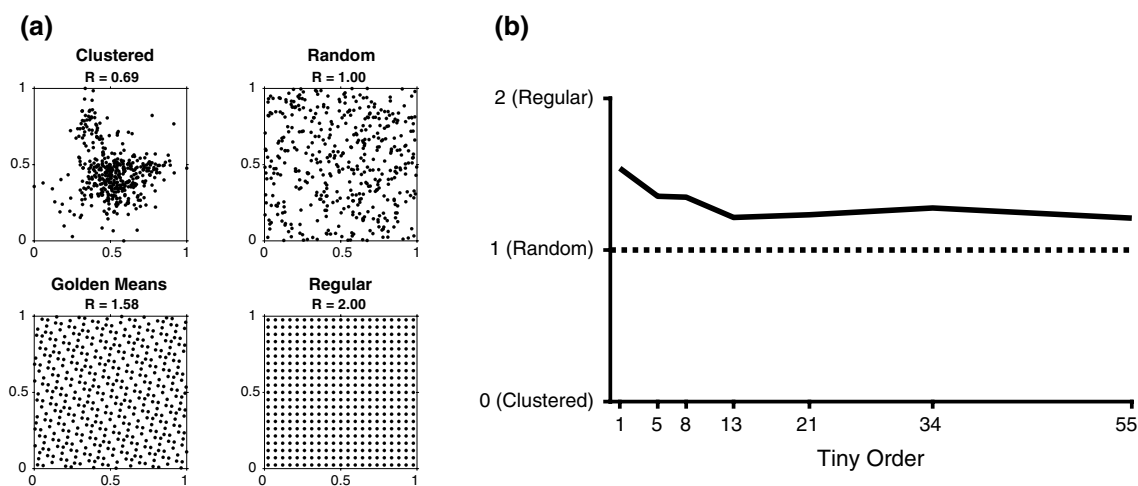 (a)
(b)
Clustered
R = 0.69
Random
R = 1.00
1
0.5
0
0
0.5
1
1
0.5
0
0
0.5
1
Golden Means
R = 1.58
Regular
R = 2.00
1
0.5
0
0
0.5
1
1
0.5
0
0
0.5
1
2 (Regular)
1 (Random)
0 (Clustered)
1 5 8 13 21 34 55
Tiny Order